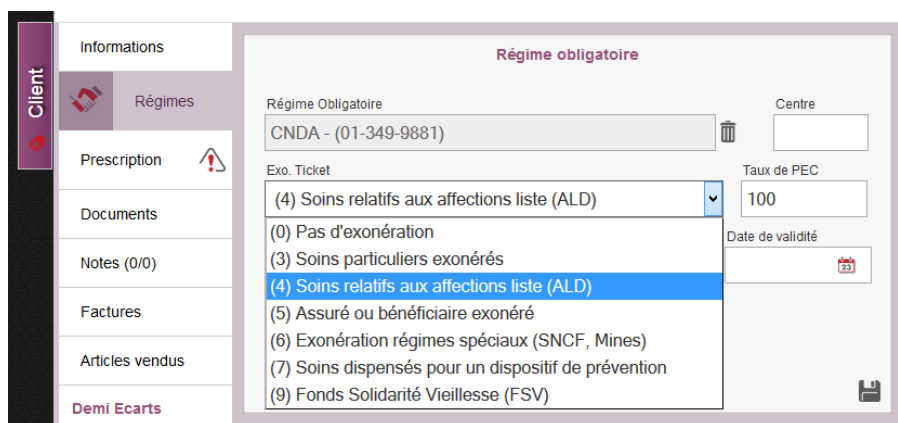 Client
Informations
Régimes
Prescription
Documents
Notes (0/0)
Factures
Articles vendus
Demi Ecarts
Régime obligatoire
Régime Obligatoire
Centre
CNDA - (01-349-9881)
Exo. Ticket
Taux de PEC
(4) Soins relatifs aux affections liste (ALD)
100
(0) Pas d'exonération
Date de validité
(3) Soins particuliers exonérés
23
(4) Soins relatifs aux affections liste (ALD)
(5) Assuré ou bénéficiaire exonéré
(6) Exonération régimes spéciaux (SNCF, Mines)
(7) Soins dispensés pour un dispositif de prévention
(9) Fonds Solidarité Vieillesse (FSV)